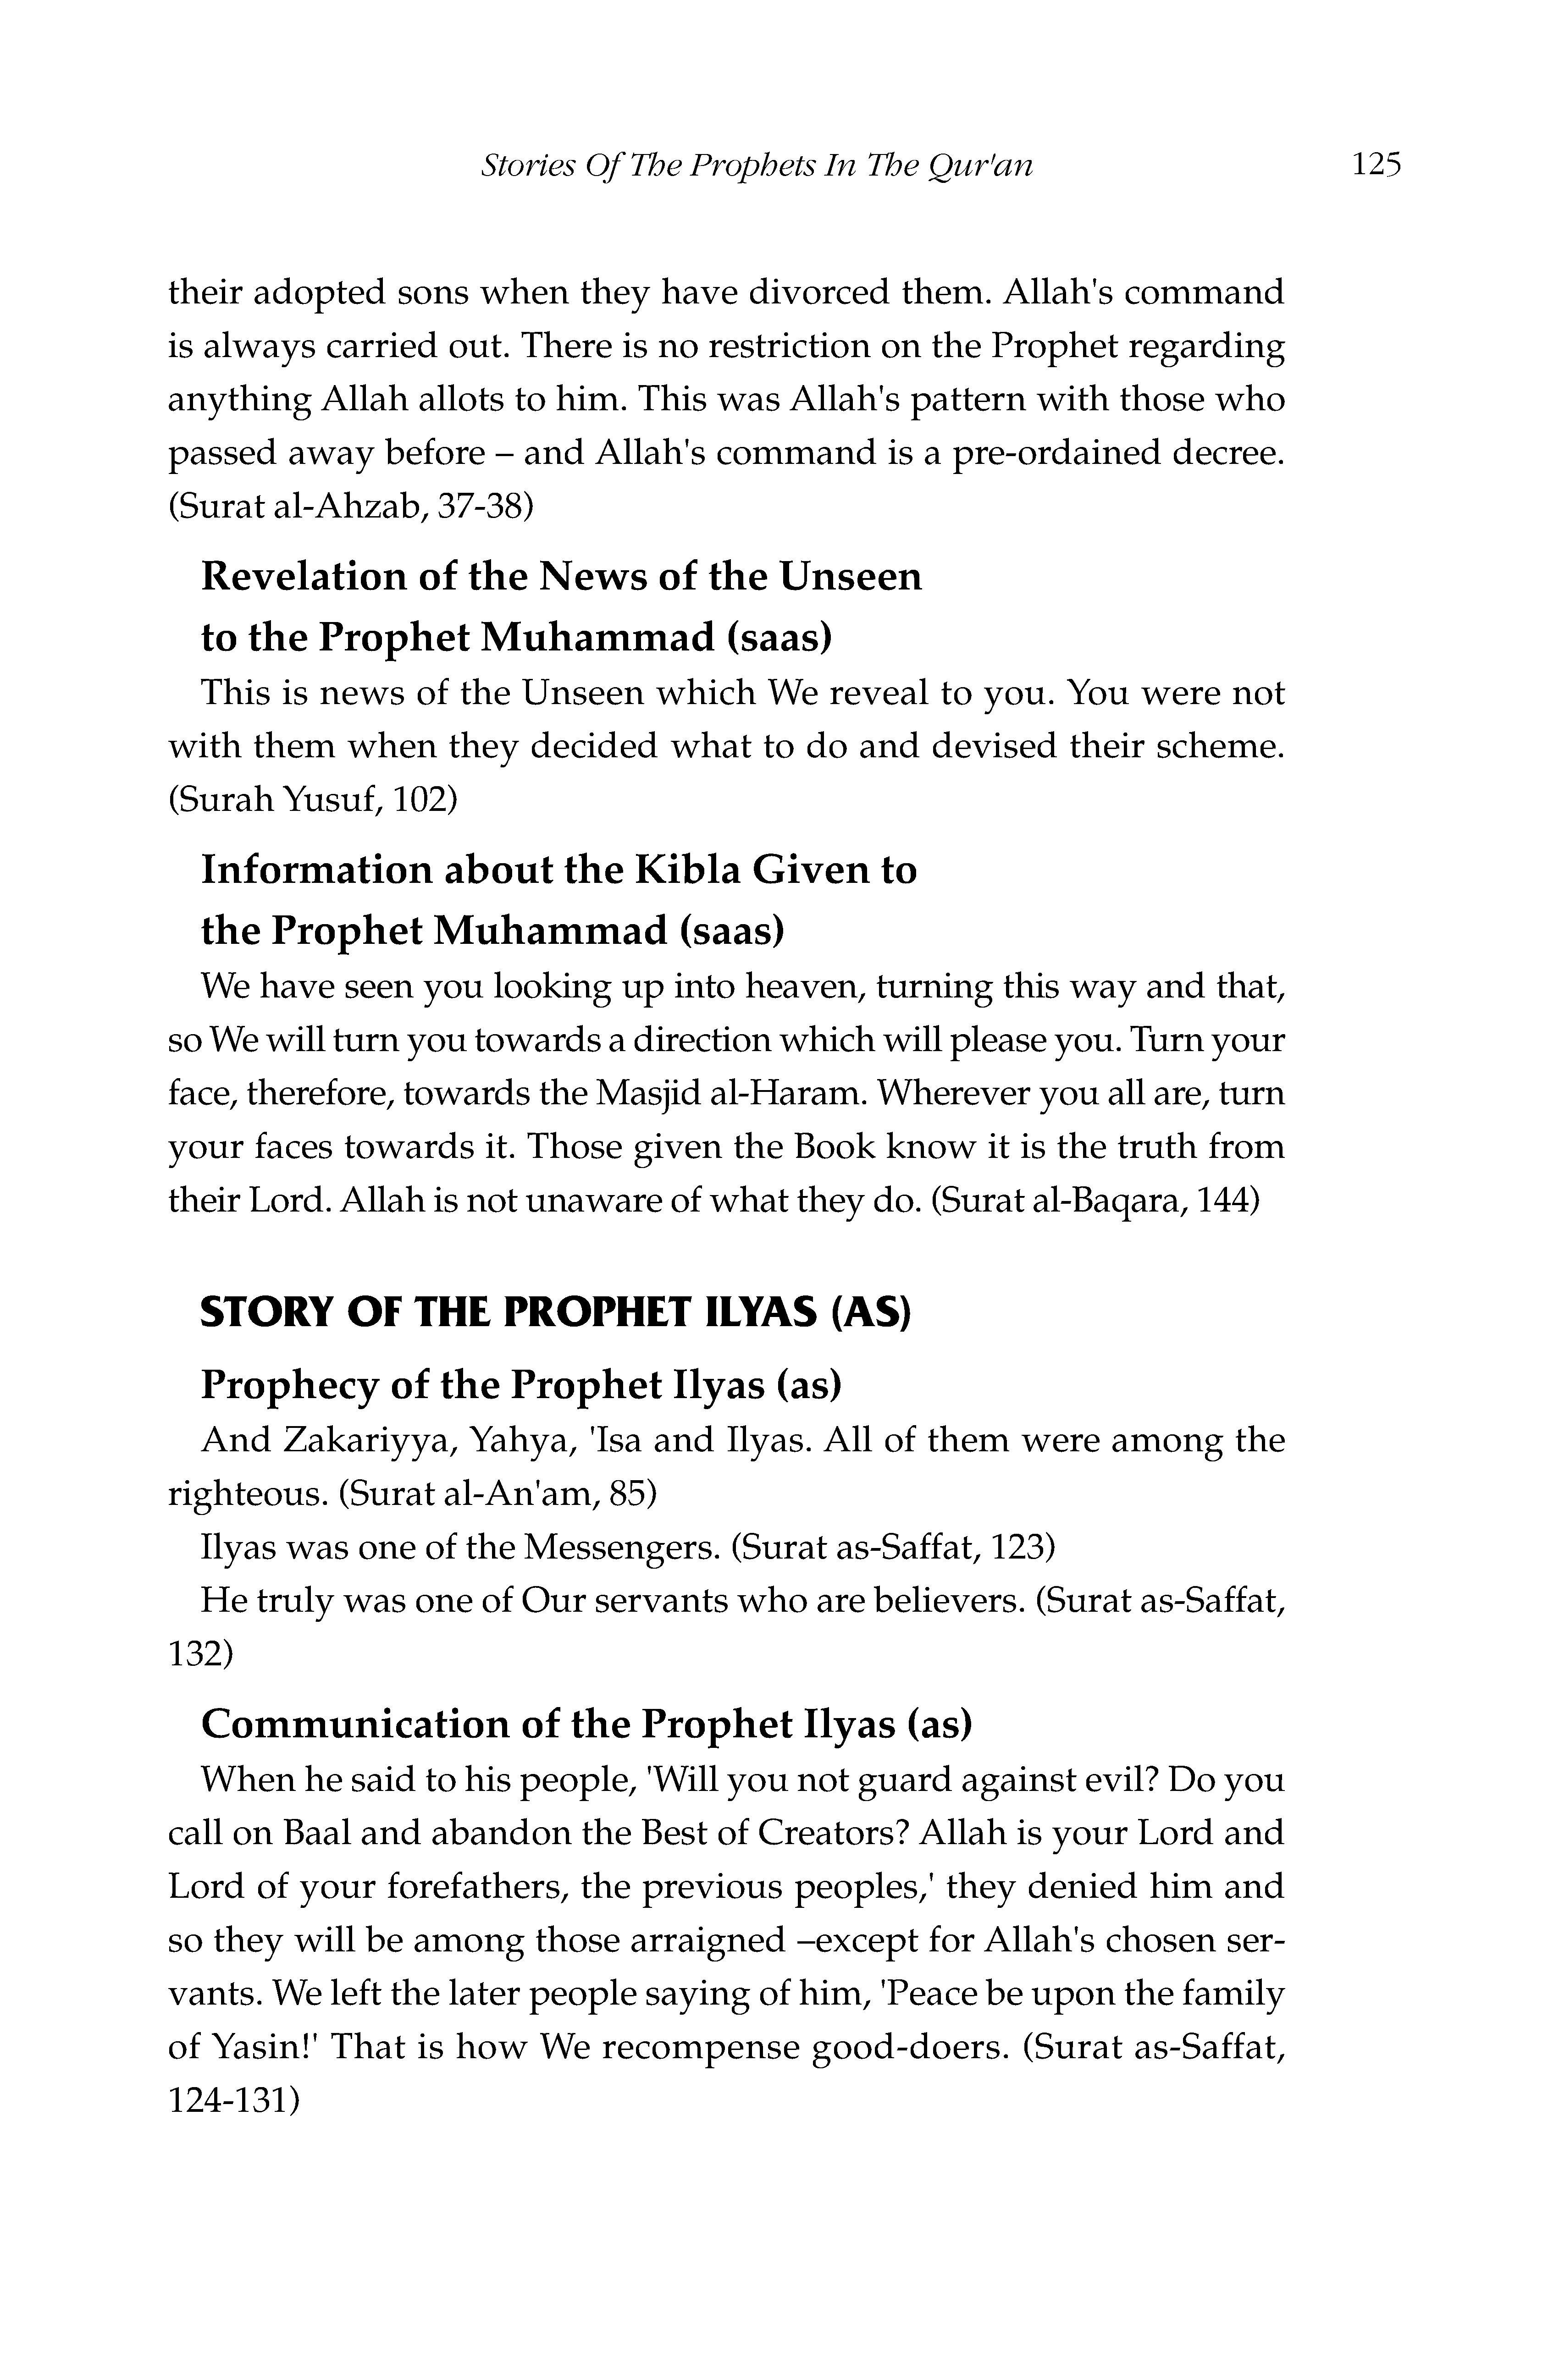 Stories Of The Prophets In The Qur'an 125
their adopted sons when they have divorced them. Allah's command
is always carried out. There is no restriction on the Prophet regarding
anything Allah allots to him. This was Allah's pattern with those who
passed away before – and Allah's command is a pre-ordained decree.
(Surat al-Ahzab, 37-38)
Revelation of the News of the Unseen
to the Prophet Muhammad (saas)
This is news of the Unseen which We reveal to you. You were not
with them when they decided what to do and devised their scheme.
(Surah Yusuf, 102)
Information about the Kibla Given to
the Prophet Muhammad (saas)
We have seen you looking up into heaven, turning this way and that,
so We will turn you towards a direction which will please you. Turn your
face, therefore, towards the Masjid al-Haram. Wherever you all are, turn
your faces towards it. Those given the Book know it is the truth from
their Lord. Allah is not unaware of what they do. (Surat al-Baqara, 144)
STORY OF THE PROPHET ILYAS (AS)
Prophecy of the Prophet Ilyas (as)
And Zakariyya, Yahya, 'Isa and Ilyas. All of them were among the
righteous. (Surat al-An'am, 85)
Ilyas was one of the Messengers. (Surat as-Saffat, 123)
He truly was one of Our servants who are believers. (Surat as-Saffat,
132)
Communication of the Prophet Ilyas (as)
When he said to his people, 'Will you not guard against evil? Do you
call on Baal and abandon the Best of Creators? Allah is your Lord and
Lord of your forefathers, the previous peoples,' they denied him and
so they will be among those arraigned –except for Allah's chosen ser-
vants. We left the later people saying of him, 'Peace be upon the family
of Yasin!' That is how We recompense good-doers. (Surat as-Saffat,
124-131)